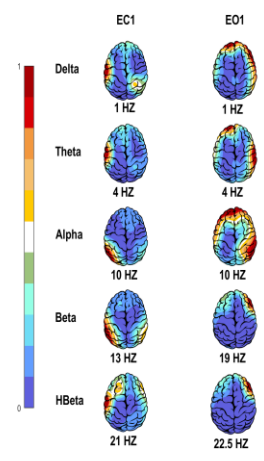 EC1 EO1
1
Delta
1 HZ 1 HZ
Theta
4 HZ 4 HZ
Alpha
10 HZ 10 HZ
Beta
13 HZ 19 HZ
0
HBeta
21 HZ 22.5 HZ